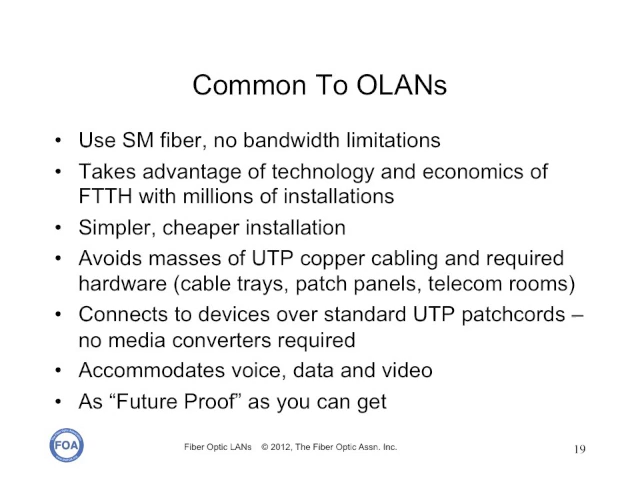 Common To OLANs
• Use SM fiber, no bandwidth limitations
• Takes advantage of technology and economics of
FTTH with millions of installations
• Simpler, cheaper installation
• Avoids masses of UTP copper cabling and required
hardware (cable trays, patch panels, telecom rooms)
• Connects to devices over standard UTP patchcords –
no media converters required
• Accommodates voice, data and video
• As “Future Proof” as you can get
FOA
Fiber Optic LANs © 2012, The Fiber Optic Assn. Inc.
19